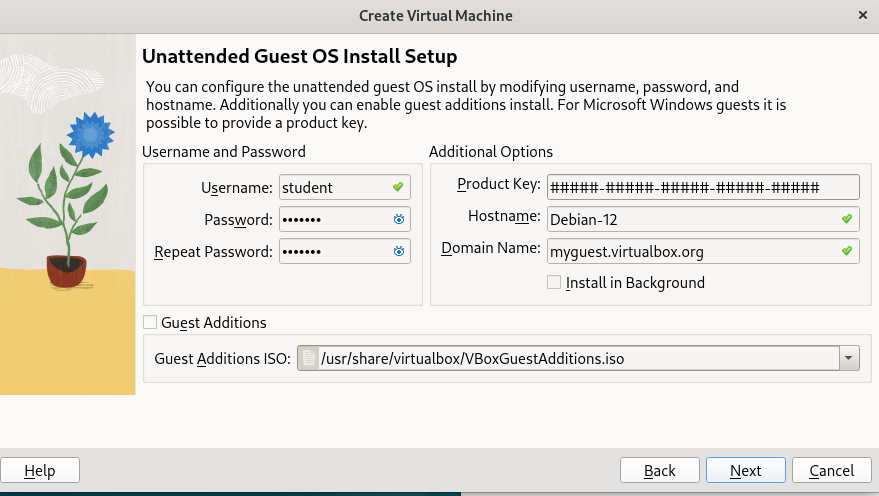 Create Virtual Machine
Unattended Guest OS Install Setup
You can configure the unattended guest OS install by modifying username, password, and
hostname. Additionally you can enable guest additions install. For Microsoft Windows guests it is
possible to provide a product key.
Username and Password
Additional Options
Username: student
Product Key: #####-#####-#####-#####-#####
Password: •••••••
Hostname: Debian-12
Repeat Password: •••••••
Domain Name: myguest.virtualbox.org
Install in Background
Guest Additions
Guest Additions ISO: /usr/share/virtualbox/VBoxGuestAdditions.iso
Help Back Next Cancel